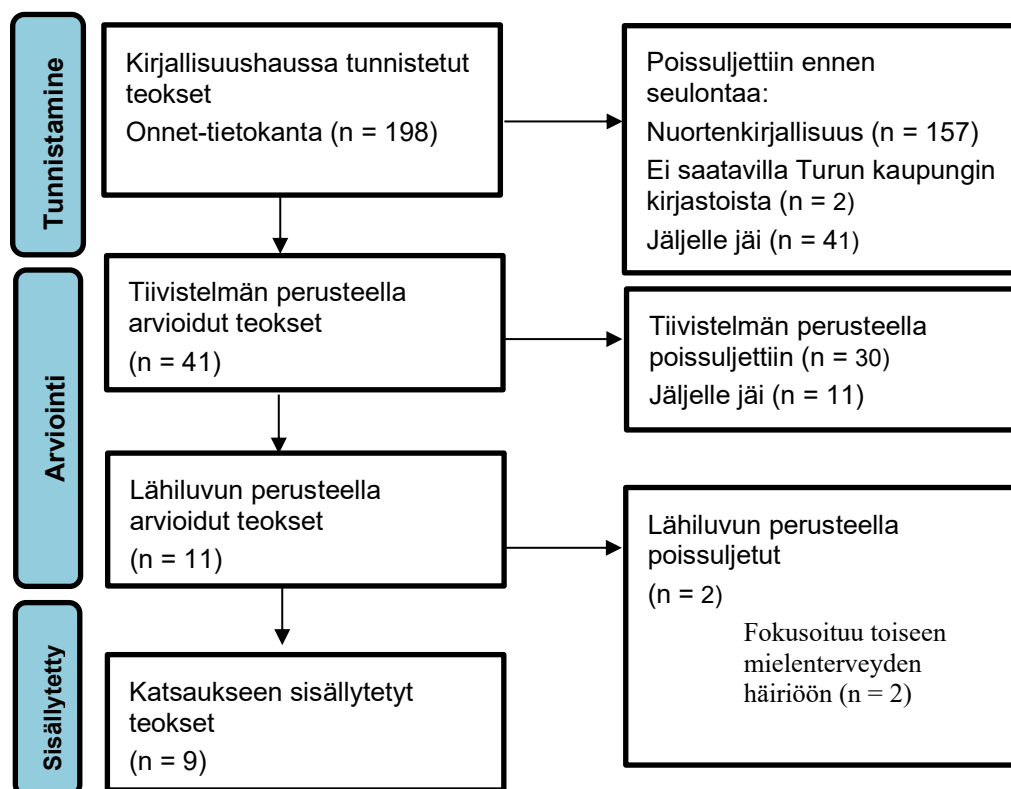 Tunnistaminen
Kirjallisuushaussa tunnistetut
teokset
Onnet-tietokanta (n = 198)
Poissuljettiin ennen
seulontaa:
Nuortenkirjallisuus (n = 157)
Ei saatavilla Turun kaupungin
kirjastoista (n = 2)
Jäljelle jäi (n = 41)
Arviointi
Tiivistelmän perusteella
arvioidut teokset
(n = 41)
Tiivistelmän perusteella
poissuljettiin (n = 30)
Jäljelle jäi (n = 11)
Lähiluvun perusteella
arvioidut teokset
(n = 11)
Lähiluvun perusteella
poissuljetut
(n = 2)
Fokusoituu toiseen
mielenterveyden
häiriöön (n = 2)
Sisällytetty
Katsaukseen sisällytetyt
teokset
(n = 9)